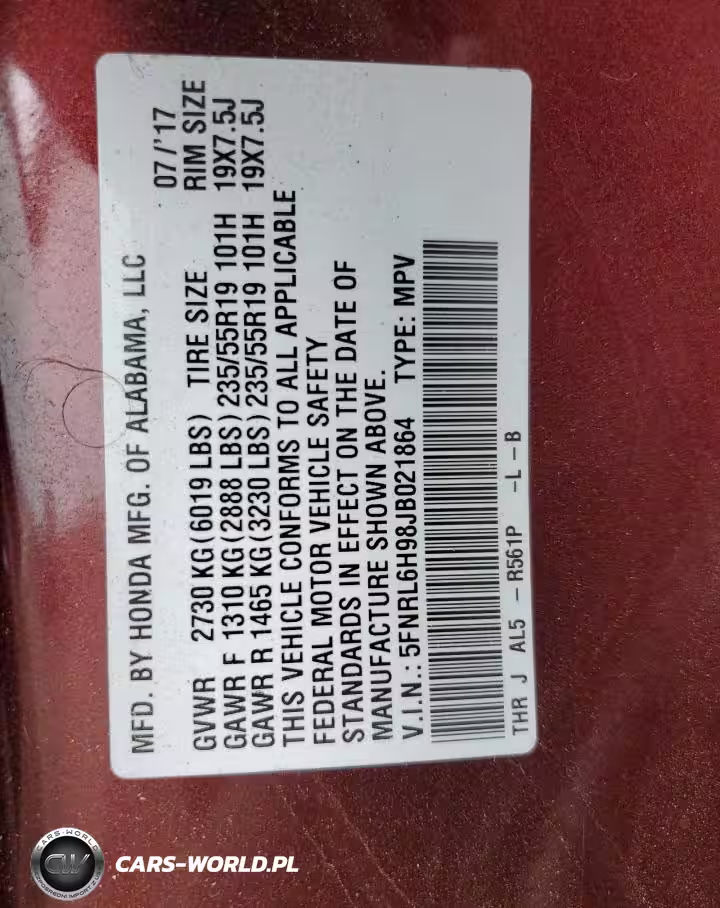 MFD. BY HONDA MFG. OF ALABAMA, LLC 07/'17
GVWR 2730 KG (6019 LBS) TIRE SIZE RIM SIZE
GAWR F 1310 KG (2888 LBS) 235/55R19 101H 19X7.5J
GAWR R 1465 KG (3230 LBS) 235/55R19 101H 19X7.5J
THIS VEHICLE CONFORMS TO ALL APPLICABLE
FEDERAL MOTOR VEHICLE SAFETY
STANDARDS IN EFFECT ON THE DATE OF
MANUFACTURE SHOWN ABOVE.
V.I.N.: 5FNRL6H98JB021864 TYPE: MPV
THR J AL5 - R561P -L -B
CARS-WORLD
CW
CARS-WORLD.PL